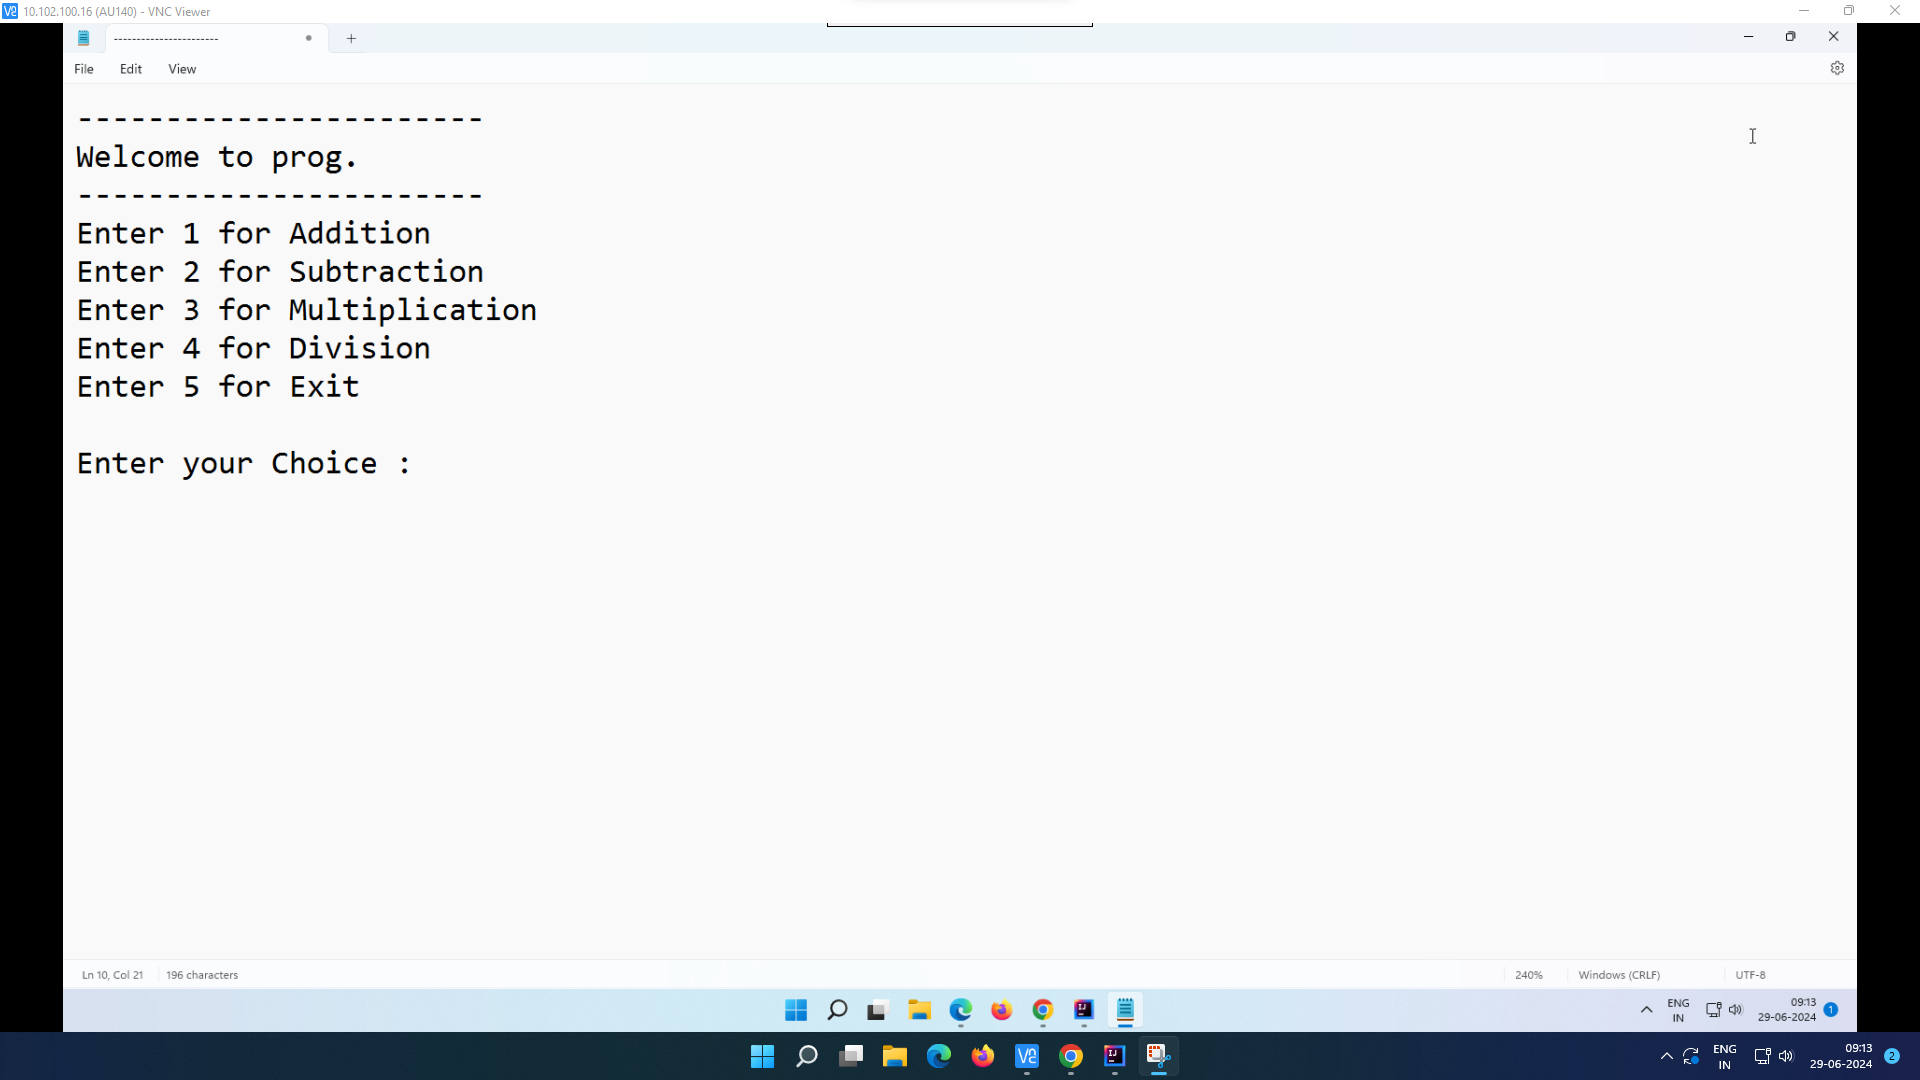 10.102.100.16 (AU140) - VNC Viewer
-----------------------
File Edit View
-----------------------
Welcome to prog.
-----------------------
Enter 1 for Addition
Enter 2 for Subtraction
Enter 3 for Multiplication
Enter 4 for Division
Enter 5 for Exit
Enter your Choice :
Ln 10, Col 21 196 characters 240% Windows (CRLF) UTF-8
ENG IN 09:13 29-06-2024 1
ENG IN 09:13 29-06-2024 2